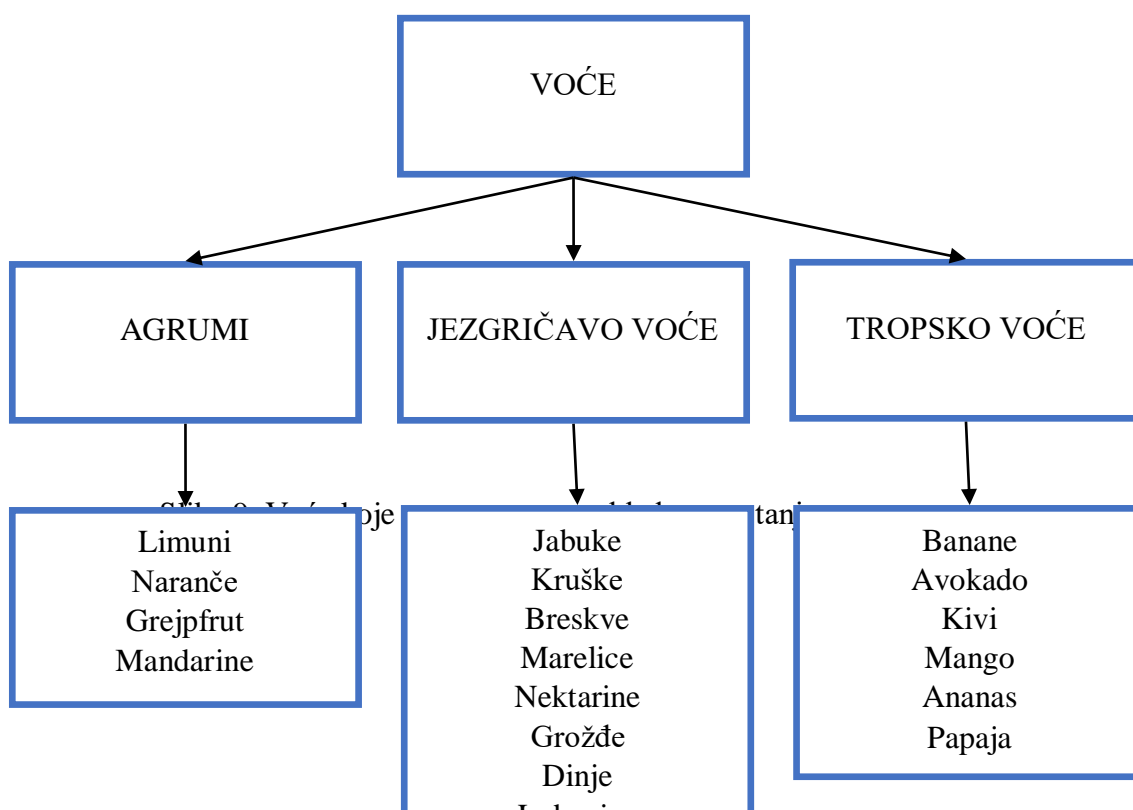 VOĆE
AGRUMI
JEZGRIČAVO VOĆE
TROPSKO VOĆE
Limuni
Naranče
Grejpfrut
Mandarine
Jabuke
Kruške
Breskve
Marelice
Nektarine
Grožđe
Dinje
Banane
Avokado
Kivi
Mango
Ananas
Papaja